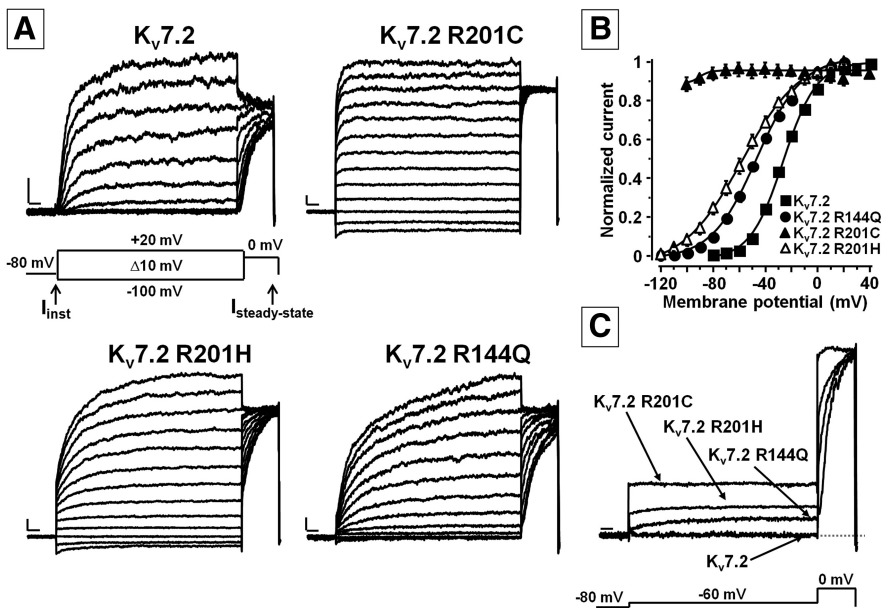 A
Kv7.2
Kv7.2 R201C
+20 mV
0 mV
-80 mV
Δ10 mV
-100 mV
Iinst
Isteady-state
Kv7.2 R201H
Kv7.2 R144Q
B
Normalized current
1
0.8
0.6
0.4
0.2
0
-120
-80
-40
0
40
Membrane potential (mV)
Kv7.2
Kv7.2 R144Q
Kv7.2 R201C
Kv7.2 R201H
C
Kv7.2 R201C
Kv7.2 R201H
Kv7.2 R144Q
Kv7.2
0 mV
-80 mV
-60 mV